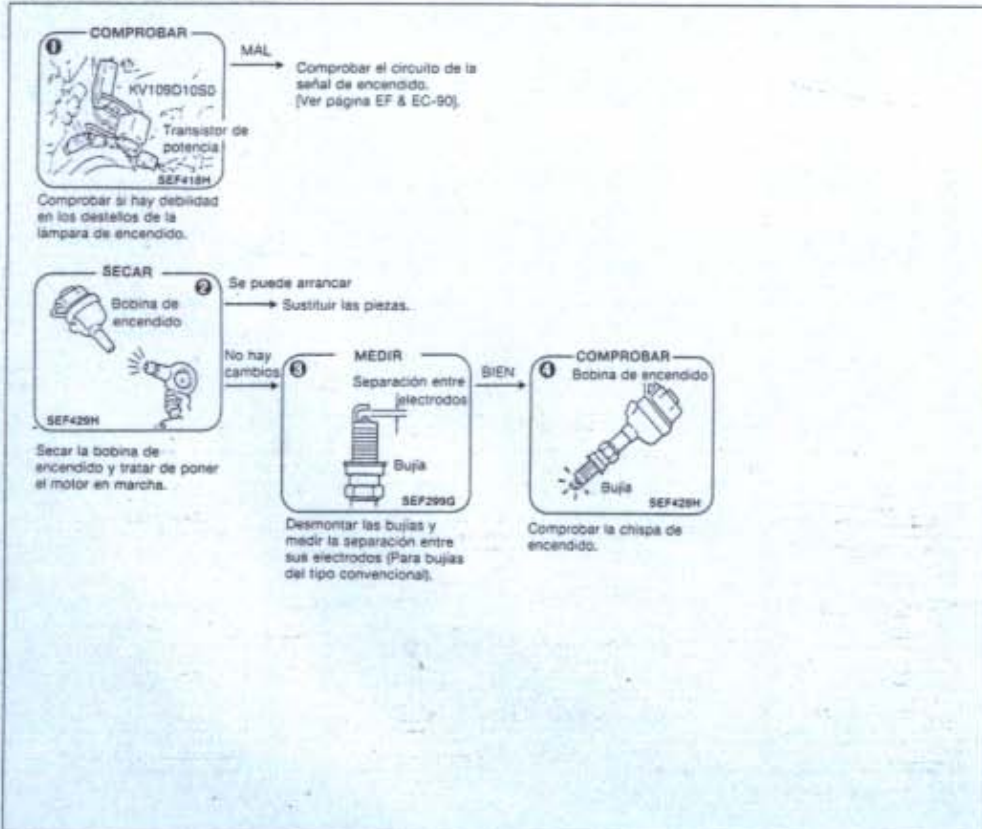 COMPROBAR
1
KV109D10S0
Transistor de
potencia
SEF418H
MAL
Comprobar el circuito de la
señal de encendido.
[Ver página EF & EC-90].
Comprobar si hay debilidad
en los destellos de la
lámpara de encendido.
SECAR
2
Bobina de
encendido
SEF429H
Se puede arrancar
Sustituir las piezas.
No hay
cambios
Secar la bobina de
encendido y tratar de poner
el motor en marcha.
MEDIR
3
Separación entre
electrodos
Bujía
SEF299G
BIEN
Desmontar las bujías y
medir la separación entre
sus electrodos (Para bujías
del tipo convencional).
COMPROBAR
4
Bobina de encendido
Bujía
SEF428H
Comprobar la chispa de
encendido.